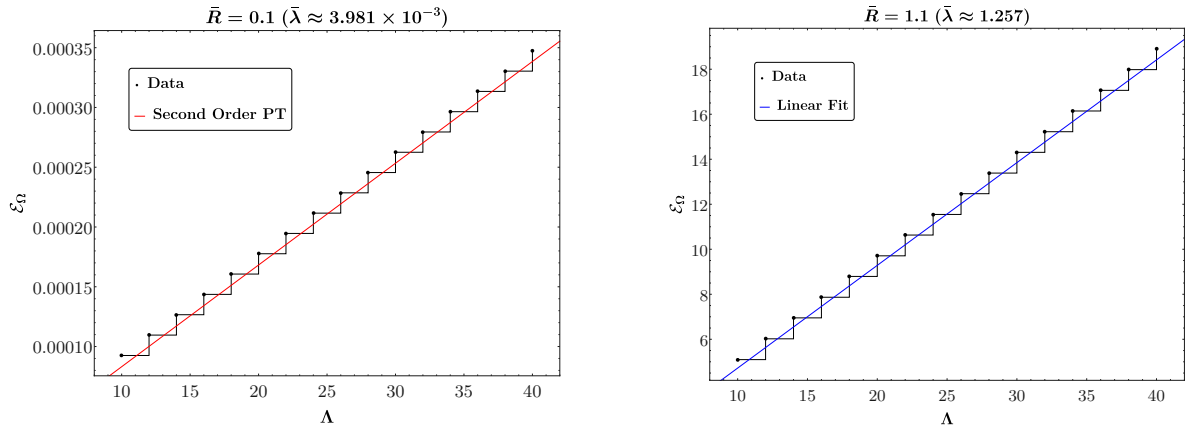 R̄ = 0.1 (λ̄ ≈ 3.981 × 10⁻³)
0.00035
0.00030
0.00025
0.00020
0.00015
0.00010
ℰ_Ω
Data
Second Order PT
10 15 20 25 30 35 40
Λ
R̄ = 1.1 (λ̄ ≈ 1.257)
18
16
14
12
10
8
6
ℰ_Ω
Data
Linear Fit
10 15 20 25 30 35 40
Λ